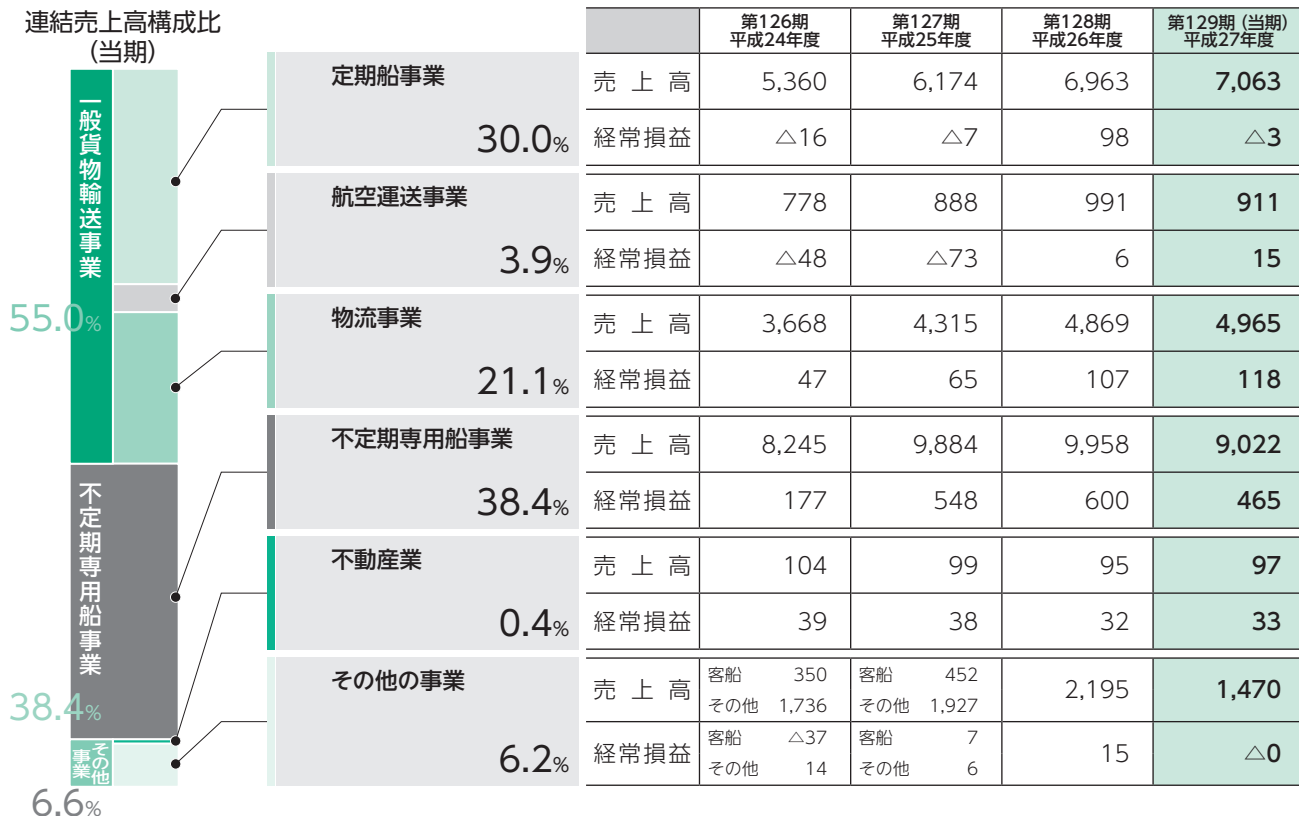 連結売上高構成比
(当期)
一般貨物輸送事業
55.0%
不定期専用船事業
38.4%
その他
事業
6.6%
第126期 第127期 第128期 第129期 (当期)
平成24年度 平成25年度 平成26年度 平成27年度
定期船事業
30.0%
売上高 5,360 6,174 6,963 7,063
経常損益 △16 △7 98 △3
航空運送事業
3.9%
売上高 778 888 991 911
経常損益 △48 △73 6 15
物流事業
21.1%
売上高 3,668 4,315 4,869 4,965
経常損益 47 65 107 118
不定期専用船事業
38.4%
売上高 8,245 9,884 9,958 9,022
経常損益 177 548 600 465
不動産業
0.4%
売上高 104 99 95 97
経常損益 39 38 32 33
その他の事業
6.2%
売上高 客船 350 客船 452 2,195 1,470
その他 1,736 その他 1,927
経常損益 客船 △37 客船 7 15 △0
その他 14 その他 6